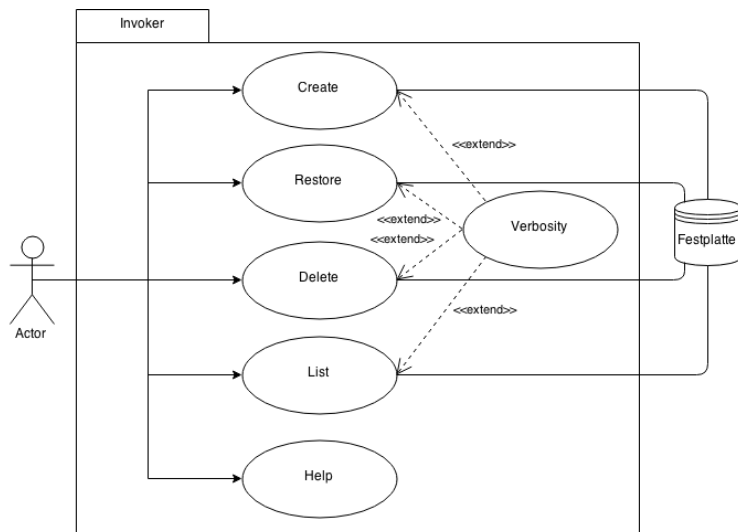 Invoker
Create
<<extend>>
Restore
<<extend>>
Verbosity
<<extend>>
Festplatte
Delete
<<extend>>
Actor
List
Help